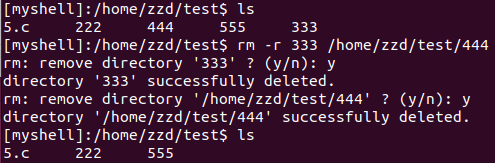 [myshell]:/home/zzd/test$ ls
5.c 222 444 555 333
[myshell]:/home/zzd/test$ rm -r 333 /home/zzd/test/444
rm: remove directory '333' ? (y/n): y
directory '333' successfully deleted.
rm: remove directory '/home/zzd/test/444' ? (y/n): y
directory '/home/zzd/test/444' successfully deleted.
[myshell]:/home/zzd/test$ ls
5.c 222 555